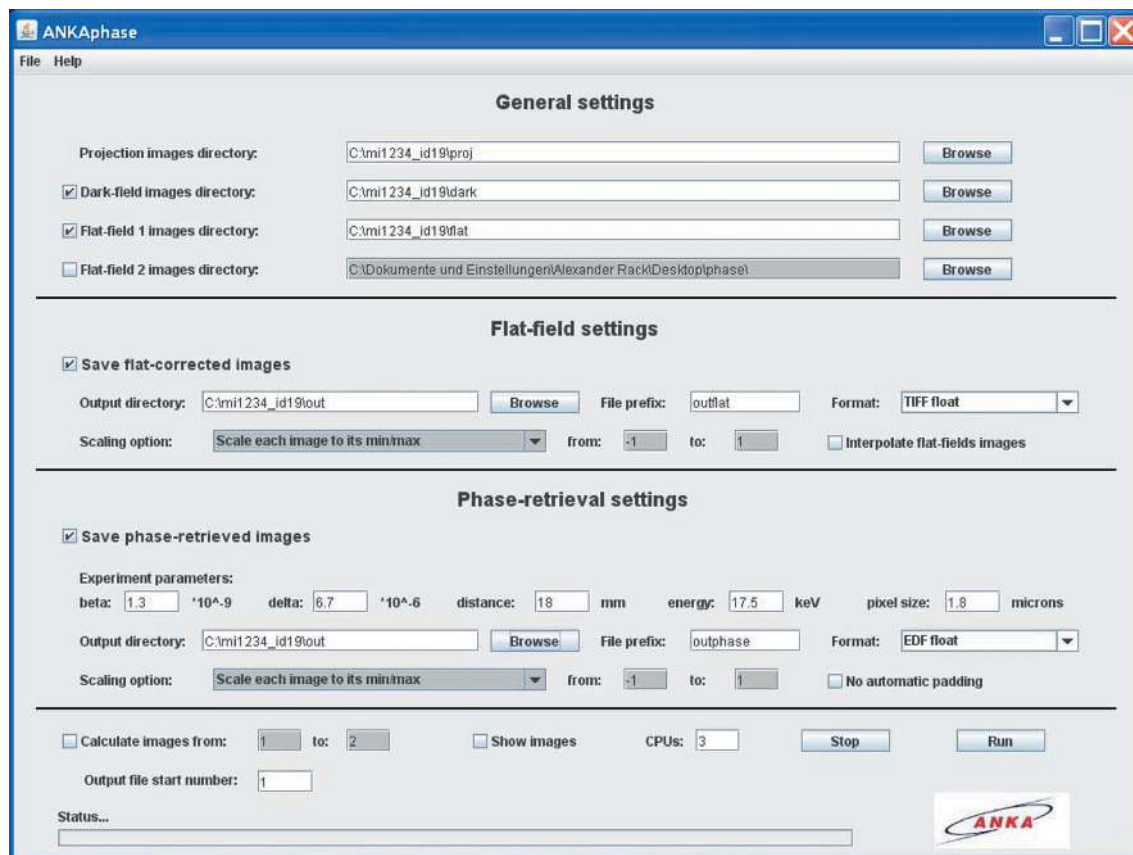 ANKAphase
File Help
General settings
Projection images directory: C:\mi1234_id19\proj Browse
Dark-field images directory: C:\mi1234_id19\dark Browse
Flat-field 1 images directory: C:\mi1234_id19\flat Browse
Flat-field 2 images directory: C:\Dokumente und Einstellungen\Alexander Rack\Desktop\phase\ Browse
Flat-field settings
Save flat-corrected images
Output directory: C:\mi1234_id19\out Browse File prefix: outflat Format: TIFF float
Scaling option: Scale each image to its min/max from: -1 to: 1 Interpolate flat-fields images
Phase-retrieval settings
Save phase-retrieved images
Experiment parameters:
beta: 1.3 *10^-9 delta: 6.7 *10^-6 distance: 18 mm energy: 17.5 keV pixel size: 1.8 microns
Output directory: C:\mi1234_id19\out Browse File prefix: outphase Format: EDF float
Scaling option: Scale each image to its min/max from: -1 to: 1 No automatic padding
Calculate images from: 1 to: 2 Show images CPUs: 3 Stop Run
Output file start number: 1
Status...
ANKA